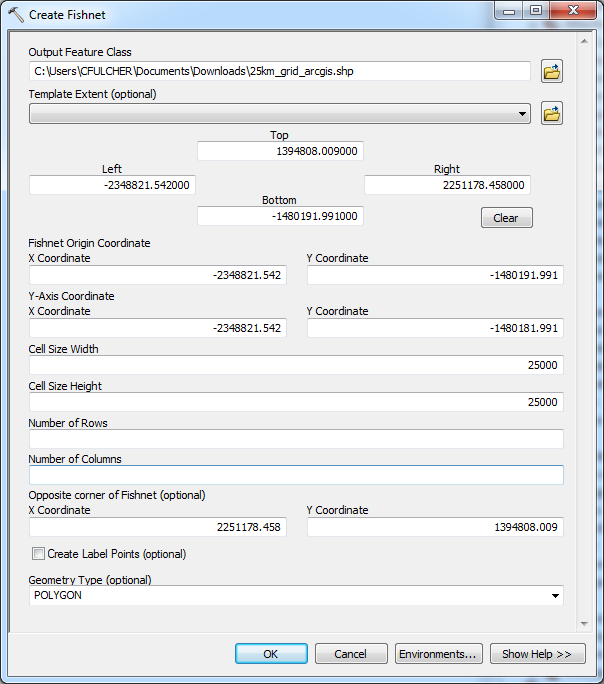 Create Fishnet
Output Feature Class
C:\Users\CFULCHER\Documents\Downloads\25km_grid_arcgis.shp
Template Extent (optional)
Top
1394808.009000
Left
Right
-2348821.542000
2251178.458000
Bottom
-1480191.991000
Clear
Fishnet Origin Coordinate
X Coordinate
Y Coordinate
-2348821.542
-1480191.991
Y-Axis Coordinate
X Coordinate
Y Coordinate
-2348821.542
-1480181.991
Cell Size Width
25000
Cell Size Height
25000
Number of Rows
Number of Columns
Opposite corner of Fishnet (optional)
X Coordinate
Y Coordinate
2251178.458
1394808.009
Create Label Points (optional)
Geometry Type (optional)
POLYGON
OK
Cancel
Environments...
Show Help >>